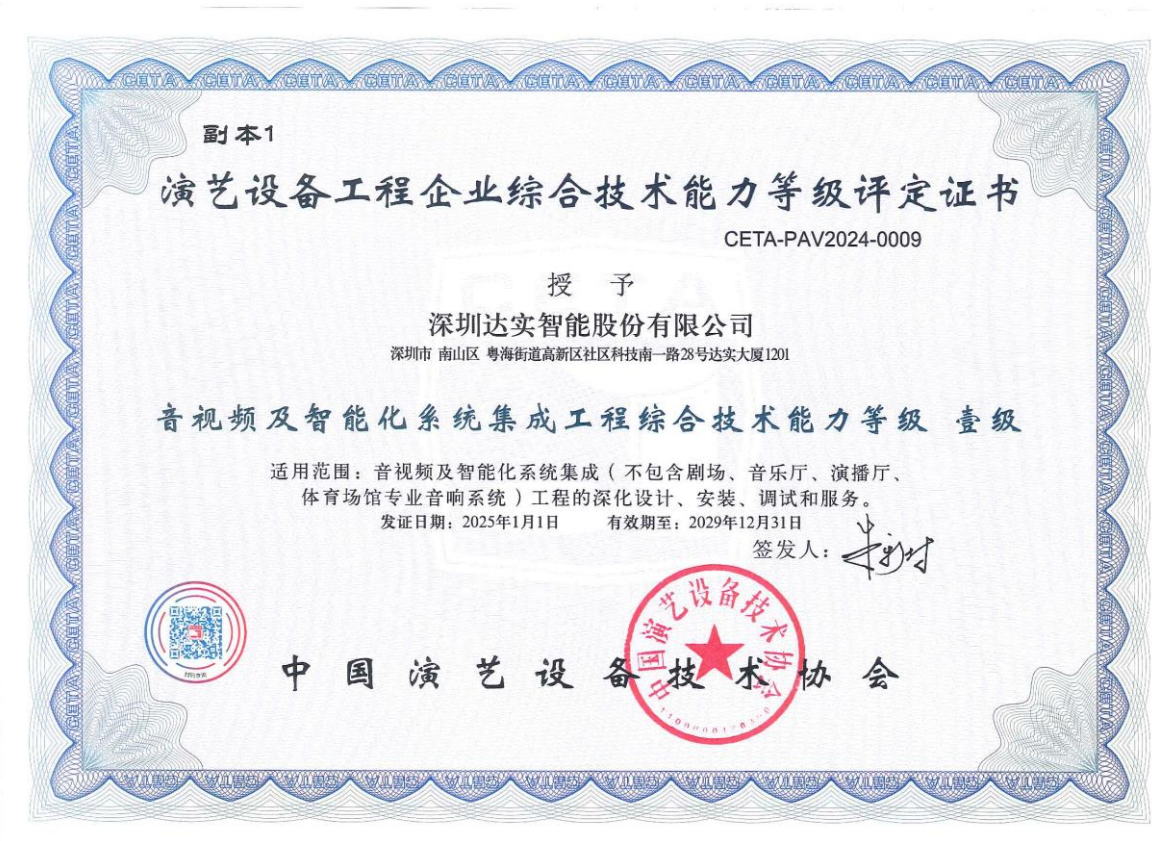 副本1
演艺设备工程企业综合技术能力等级评定证书
CETA-PAV2024-0009
授 予
深圳达实智能股份有限公司
深圳市 南山区 粤海街道高新区社区科技南一路28号达实大厦1201
音视频及智能化系统集成工程综合技术能力等级 壹级
适用范围：音视频及智能化系统集成（不包含剧场、音乐厅、演播厅、
体育场馆专业音响系统）工程的深化设计、安装、调试和服务。
发证日期：2025年1月1日 有效期至：2029年12月31日
签发人：
中国演艺设备技术协会
中国演艺设备技术协会
CETA